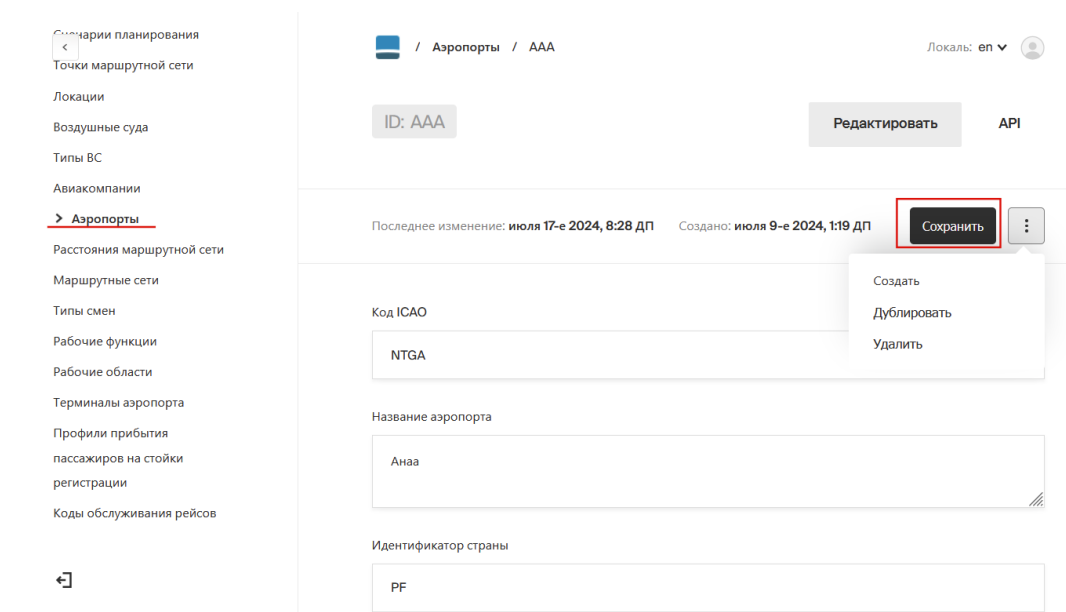 Сценарии планирования
Точки маршрутной сети
Локации
Воздушные суда
Типы ВС
Авиакомпании
Аэропорты
Расстояния маршрутной сети
Маршрутные сети
Типы смен
Рабочие функции
Рабочие области
Терминалы аэропорта
Профили прибытия
пассажиров на стойки
регистрации
Коды обслуживания рейсов
/ Аэропорты / AAA
Локаль: en
ID: AAA
Редактировать
API
Последнее изменение: июля 17-е 2024, 8:28 ДП
Создано: июля 9-е 2024, 1:19 ДП
Сохранить
Создать
Дублировать
Удалить
Код ICAO
NTGA
Название аэропорта
Анаа
Идентификатор страны
PF